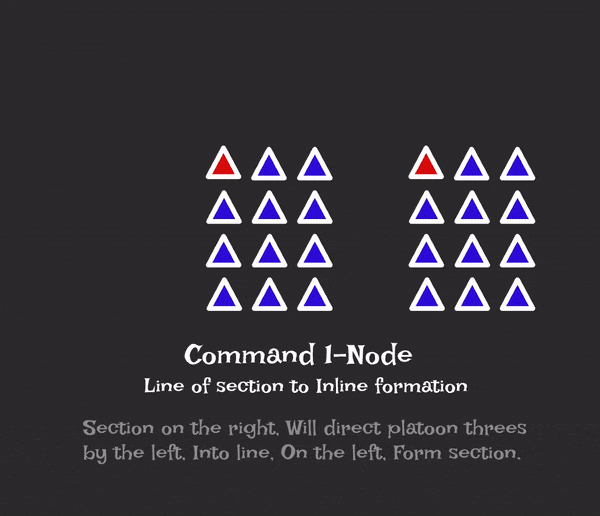 Command 1-Node
Line of section to Inline formation
Section on the right, Will direct platoon threes
by the left, Into line, On the left, Form section.